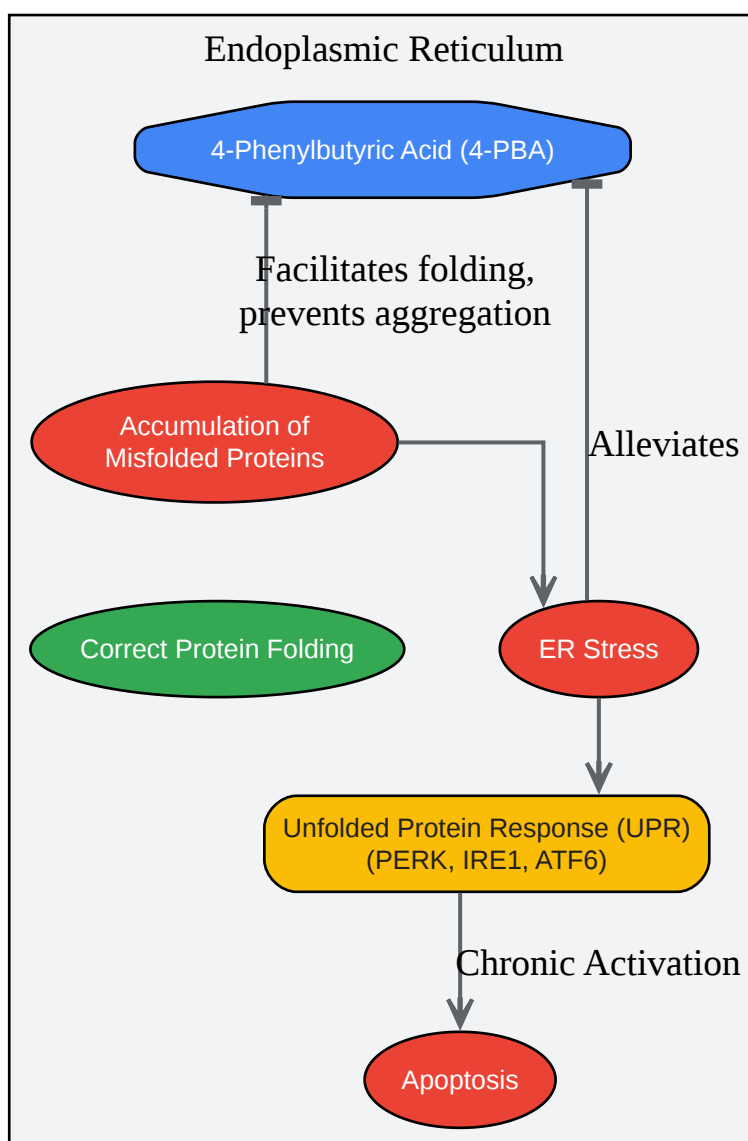 Endoplasmic Reticulum
4-Phenylbutyric Acid (4-PBA)
Facilitates folding,
prevents aggregation
Accumulation of
Misfolded Proteins
Alleviates
Correct Protein Folding
ER Stress
Unfolded Protein Response (UPR)
(PERK, IRE1, ATF6)
Chronic Activation
Apoptosis